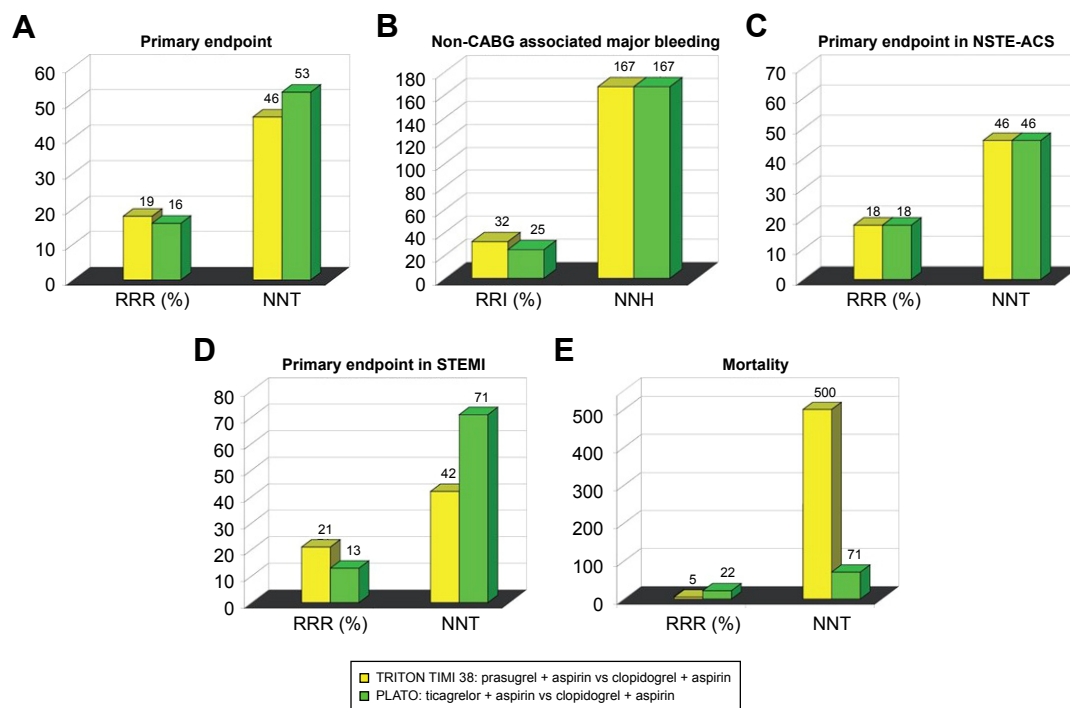 A
Primary endpoint
60
50
40
30
20
10
0
19
16
46
53
RRR (%)
NNT
B
Non-CABG associated major bleeding
180
160
140
120
100
80
60
40
20
0
32
25
167
167
RRI (%)
NNH
C
Primary endpoint in NSTE-ACS
70
60
50
40
30
20
10
0
18
18
46
46
RRR (%)
NNT
D
Primary endpoint in STEMI
80
70
60
50
40
30
20
10
0
21
13
42
71
RRR (%)
NNT
E
Mortality
500
400
300
200
100
0
5
22
500
71
RRR (%)
NNT
TRITON TIMI 38: prasugrel + aspirin vs clopidogrel + aspirin
PLATO: ticagrelor + aspirin vs clopidogrel + aspirin